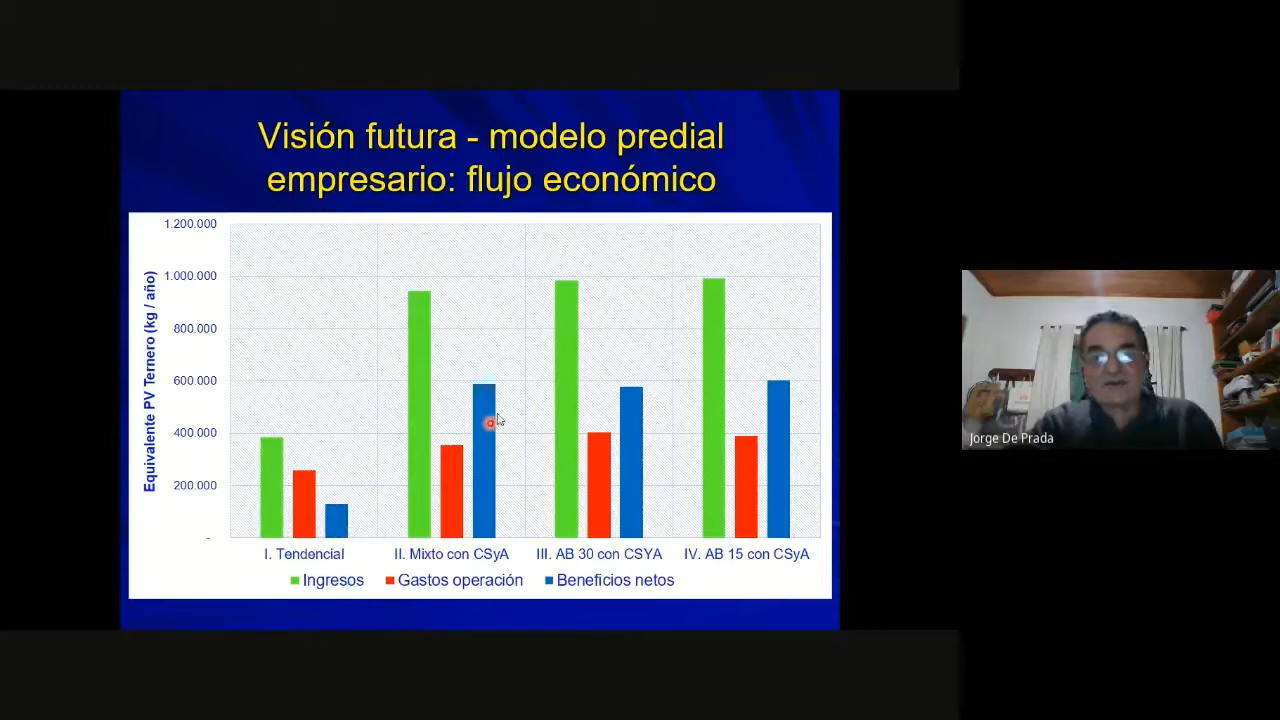 Visión futura - modelo predial
empresario: flujo económico
Equivalente PV Ternero (kg / año)
1.200.000
1.000.000
800.000
600.000
400.000
200.000
-
I. Tendencial
II. Mixto con CSyA
III. AB 30 con CSYA
IV. AB 15 con CSyA
Ingresos
Gastos operación
Beneficios netos
Jorge De Prada